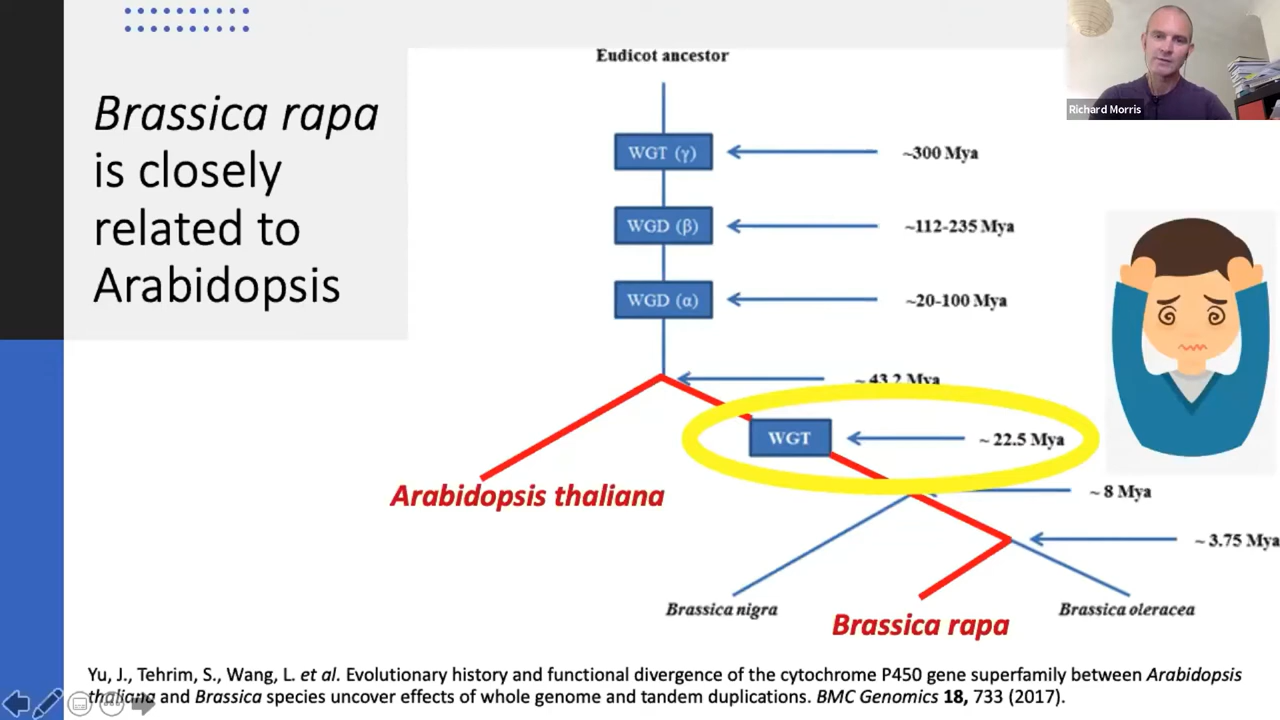 Brassica rapa
is closely
related to
Arabidopsis
Eudicot ancestor
WGT (γ)
~300 Mya
WGD (β)
~112-235 Mya
WGD (α)
~20-100 Mya
~ 43.2 Mya
WGT
~ 22.5 Mya
Arabidopsis thaliana
~ 8 Mya
~ 3.75 Mya
Brassica nigra
Brassica rapa
Brassica oleracea
Yu, J., Tehrim, S., Wang, L. et al. Evolutionary history and functional divergence of the cytochrome P450 gene superfamily between Arabidopsis
thaliana and Brassica species uncover effects of whole genome and tandem duplications. BMC Genomics 18, 733 (2017).
Richard Morris